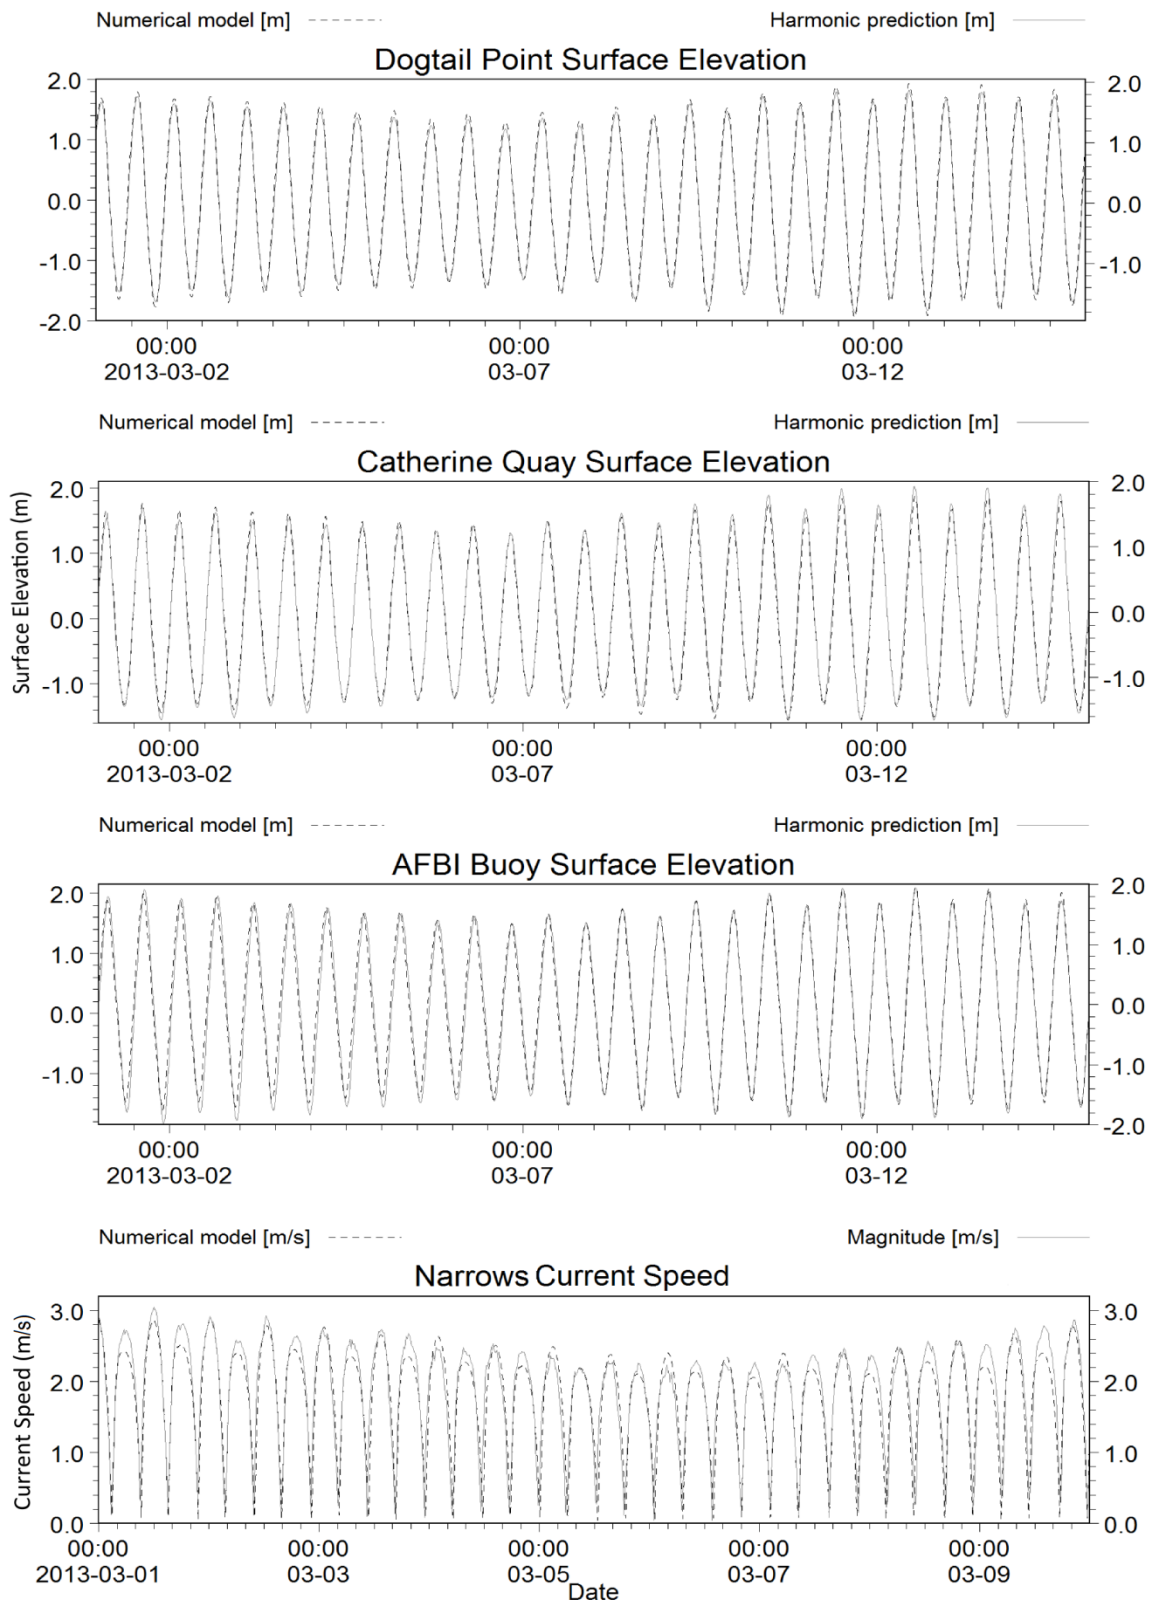 Numerical model [m] Harmonic prediction [m]
Dogtail Point Surface Elevation
2.0 2.0
1.0 1.0
0.0 0.0
-1.0 -1.0
-2.0
00:00 00:00 00:00
2013-03-02 03-07 03-12
Numerical model [m] Harmonic prediction [m]
Catherine Quay Surface Elevation
Surface Elevation (m)
2.0 2.0
1.0 1.0
0.0 0.0
-1.0 -1.0
00:00 00:00 00:00
2013-03-02 03-07 03-12
Numerical model [m] Harmonic prediction [m]
AFBI Buoy Surface Elevation
2.0 2.0
1.0 1.0
0.0 0.0
-1.0 -1.0
-2.0
00:00 00:00 00:00
2013-03-02 03-07 03-12
Numerical model [m/s] Magnitude [m/s]
Narrows Current Speed
Current Speed (m/s)
3.0 3.0
2.0 2.0
1.0 1.0
0.0 0.0
00:00 00:00 00:00 00:00 00:00
2013-03-01 03-03 03-05 03-07 03-09
Date